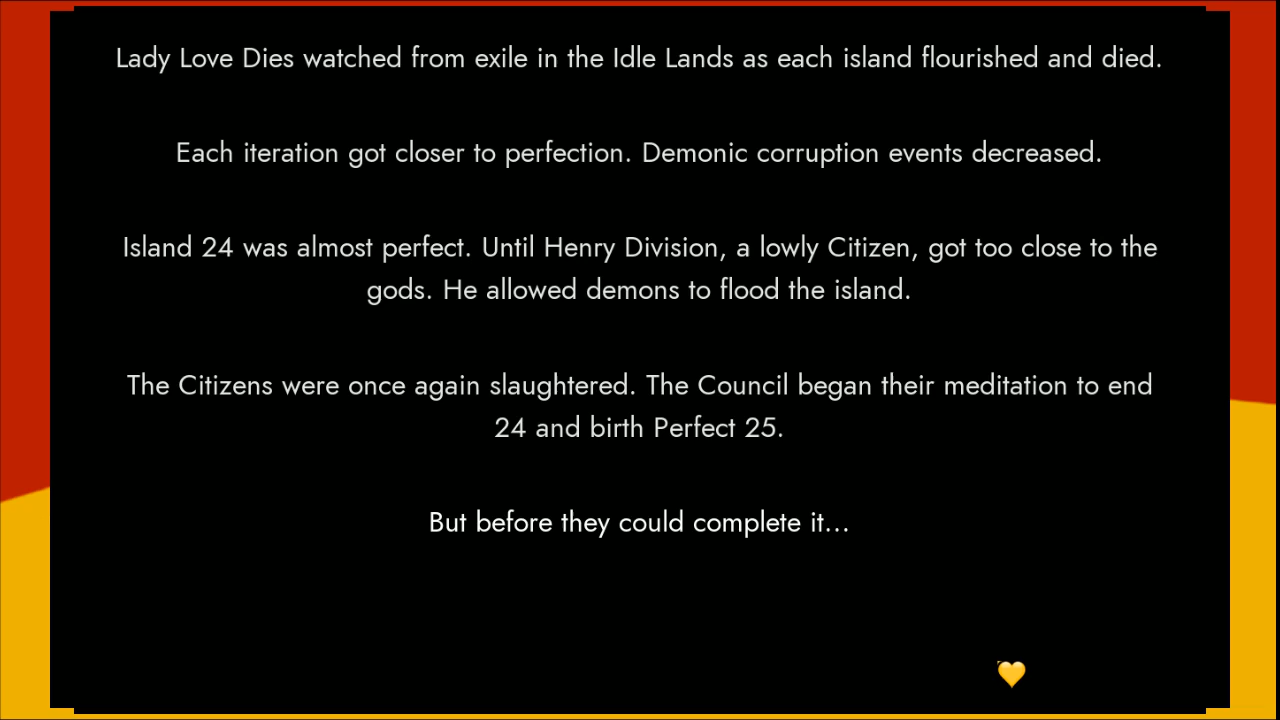 Lady Love Dies watched from exile in the Idle Lands as each island flourished and died.
Each iteration got closer to perfection. Demonic corruption events decreased.
Island 24 was almost perfect. Until Henry Division, a lowly Citizen, got too close to the
gods. He allowed demons to flood the island.
The Citizens were once again slaughtered. The Council began their meditation to end
24 and birth Perfect 25.
But before they could complete it...